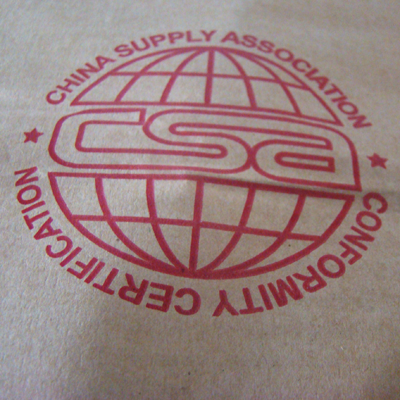 CHINA SUPPLY ASSOCIATION
CSa
CONFORMITY CERTIFICATION